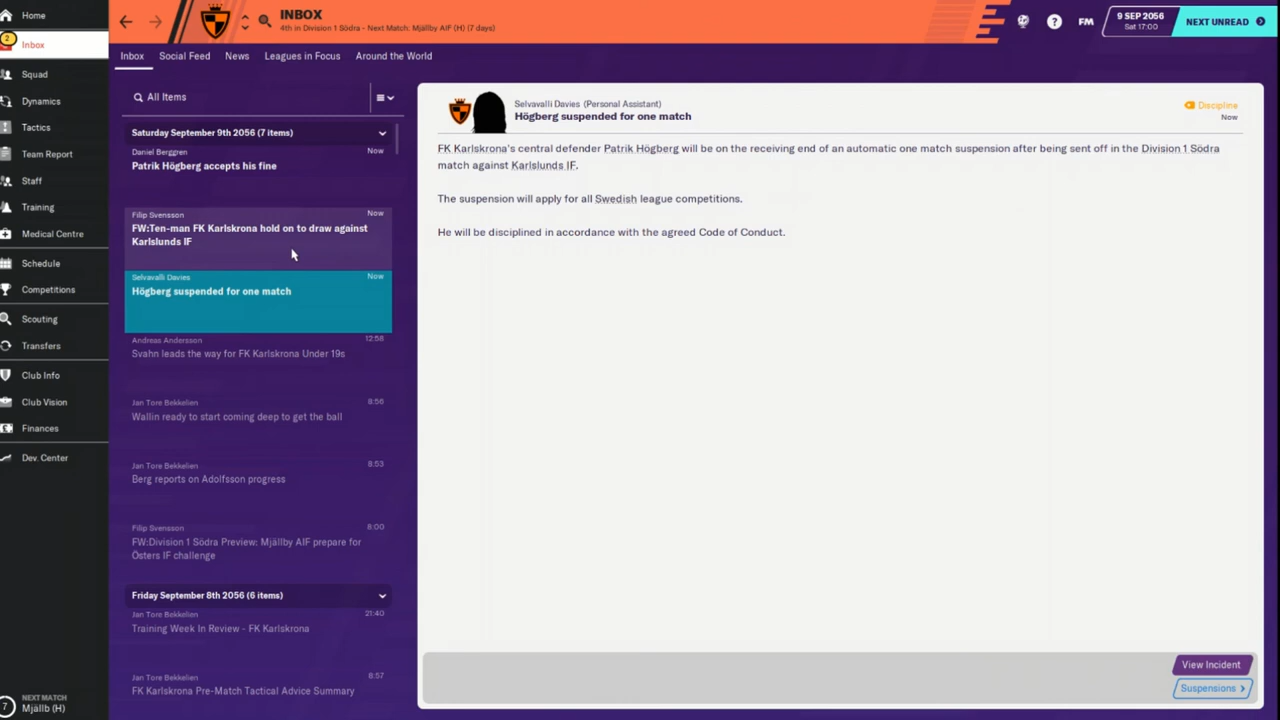 Home
2
Inbox
Squad
Dynamics
Tactics
Team Report
Staff
Training
Medical Centre
Schedule
Competitions
Scouting
Transfers
Club Info
Club Vision
Finances
Dev. Center
NEXT MATCH
7
Mjällb (H)
INBOX
4th in Division 1 Södra - Next Match: Mjällby AIF (H) (7 days)
?
FM
9 SEP 2056
Sat 17:00
NEXT UNREAD
Inbox Social Feed News Leagues in Focus Around the World
All Items
Saturday September 9th 2056 (7 items)
Daniel Berggren Now
Patrik Högberg accepts his fine
Filip Svensson Now
FW:Ten-man FK Karlskrona hold on to draw against
Karlslunds IF
Selvavalli Davies Now
Högberg suspended for one match
Andreas Andersson 12:58
Svahn leads the way for FK Karlskrona Under 19s
Jan Tore Bekkelien 8:56
Wallin ready to start coming deep to get the ball
Jan Tore Bekkelien 8:53
Berg reports on Adolfsson progress
Filip Svensson 8:00
FW:Division 1 Södra Preview: Mjällby AIF prepare for
Östers IF challenge
Friday September 8th 2056 (6 items)
Jan Tore Bekkelien 21:40
Training Week In Review - FK Karlskrona
Jan Tore Bekkelien 8:57
FK Karlskrona Pre-Match Tactical Advice Summary
Selvavalli Davies (Personal Assistant)
Högberg suspended for one match
Discipline
Now
FK Karlskrona's central defender Patrik Högberg will be on the receiving end of an automatic one match suspension after being sent off in the Division 1 Södra
match against Karlslunds IF.
The suspension will apply for all Swedish league competitions.
He will be disciplined in accordance with the agreed Code of Conduct.
View Incident
Suspensions